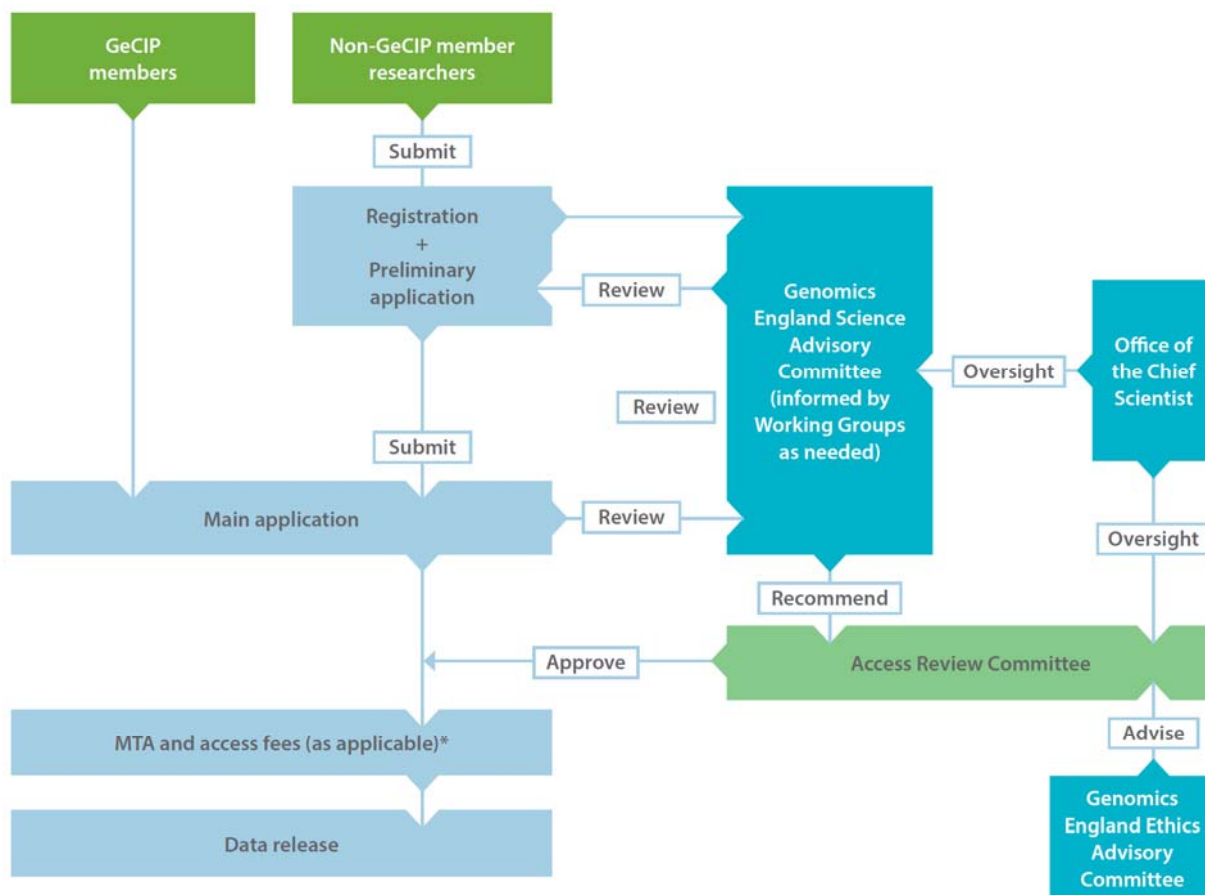 GeCIP
members
Non-GeCIP member
researchers
Submit
Registration
+
Preliminary
application
Review
Genomics
England Science
Advisory
Committee
(informed by
Working Groups
as needed)
Oversight
Office of
the Chief
Scientist
Review
Submit
Main application
Review
Oversight
Recommend
Approve
Access Review Committee
MTA and access fees (as applicable)*
Advise
Data release
Genomics
England Ethics
Advisory
Committee